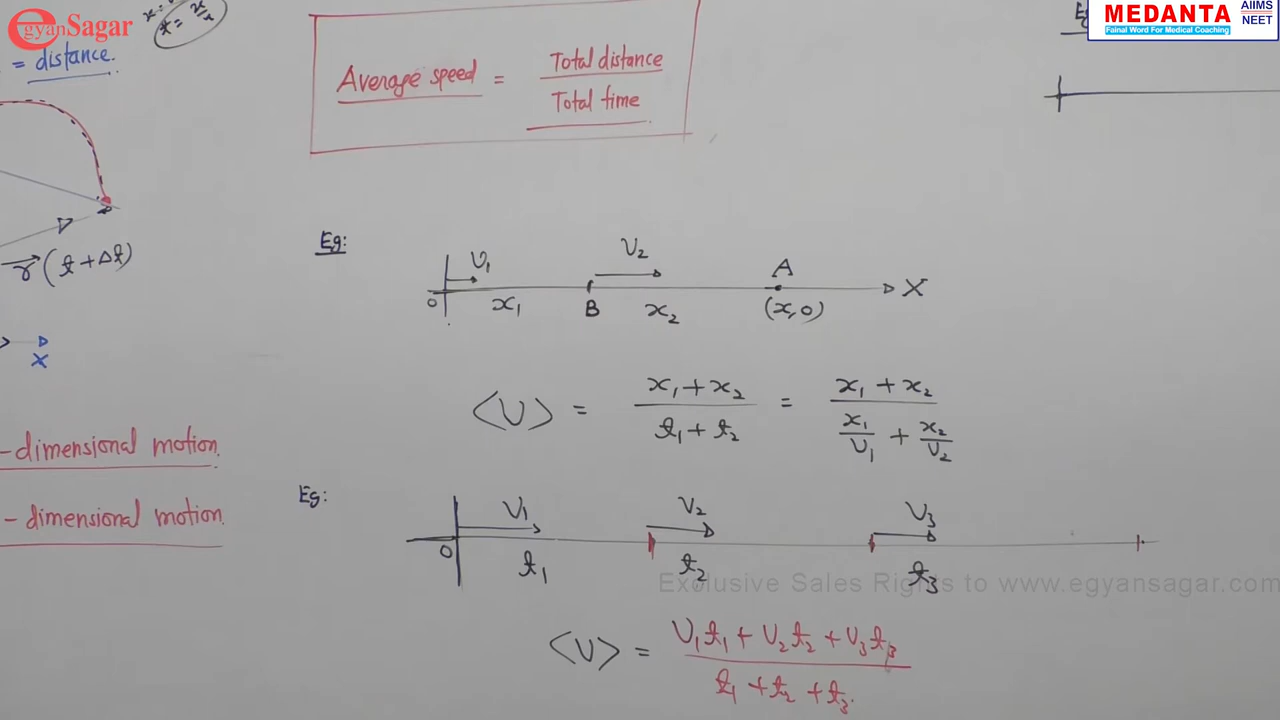 egyanSagar
= distance.
r (t + Δt)
X
-dimensional motion.
- dimensional motion.
Average speed = Total distance
Total time
Eg:
V1 V2 A
0 x1 B x2 (x,0) X
<V> = x1 + x2 = x1 + x2
t1 + t2 x1/V1 + x2/V2
Eg:
V1 V2 V3
0 t1 t2 t3
Exclusive Sales Rights to www.egyansagar.com
<V> = V1t1 + V2t2 + V3t3
t1 + t2 + t3
MEDANTA AIIMS
NEET
Fainal Word For Medical Coaching